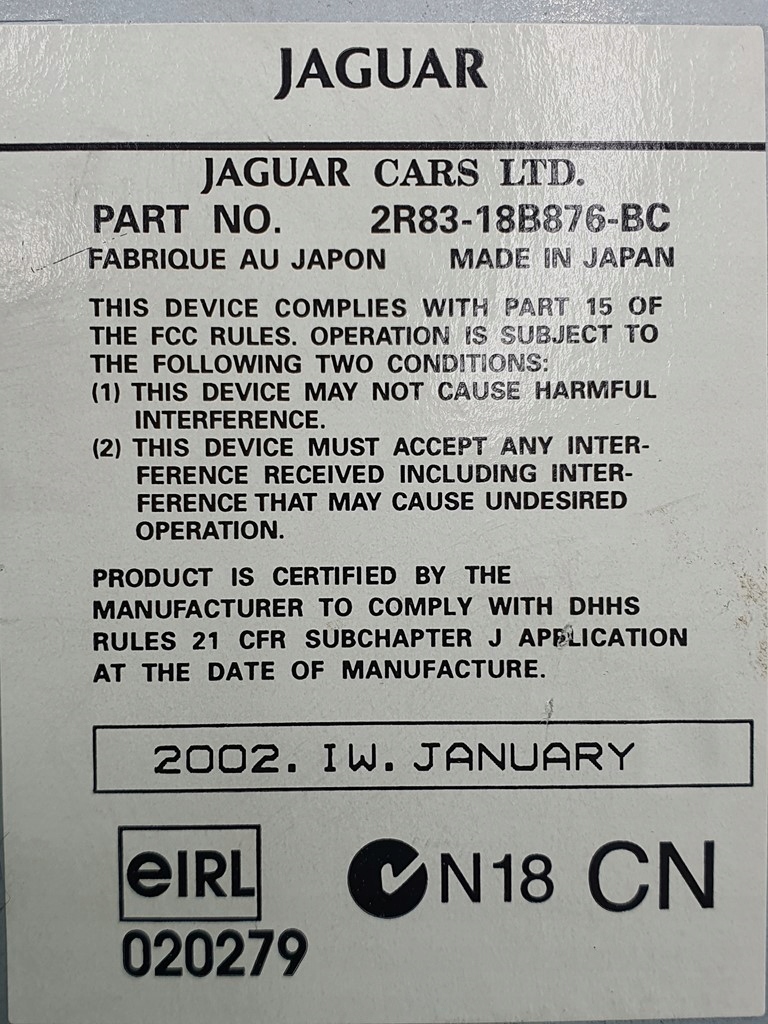 JAGUAR
JAGUAR CARS LTD.
PART NO. 2R83-18B876-BC
FABRIQUE AU JAPON MADE IN JAPAN
THIS DEVICE COMPLIES WITH PART 15 OF
THE FCC RULES. OPERATION IS SUBJECT TO
THE FOLLOWING TWO CONDITIONS:
(1) THIS DEVICE MAY NOT CAUSE HARMFUL
INTERFERENCE.
(2) THIS DEVICE MUST ACCEPT ANY INTER-
FERENCE RECEIVED INCLUDING INTER-
FERENCE THAT MAY CAUSE UNDESIRED
OPERATION.
PRODUCT IS CERTIFIED BY THE
MANUFACTURER TO COMPLY WITH DHHS
RULES 21 CFR SUBCHAPTER J APPLICATION
AT THE DATE OF MANUFACTURE.
2002. IW. JANUARY
eIRL N18 CN
020279